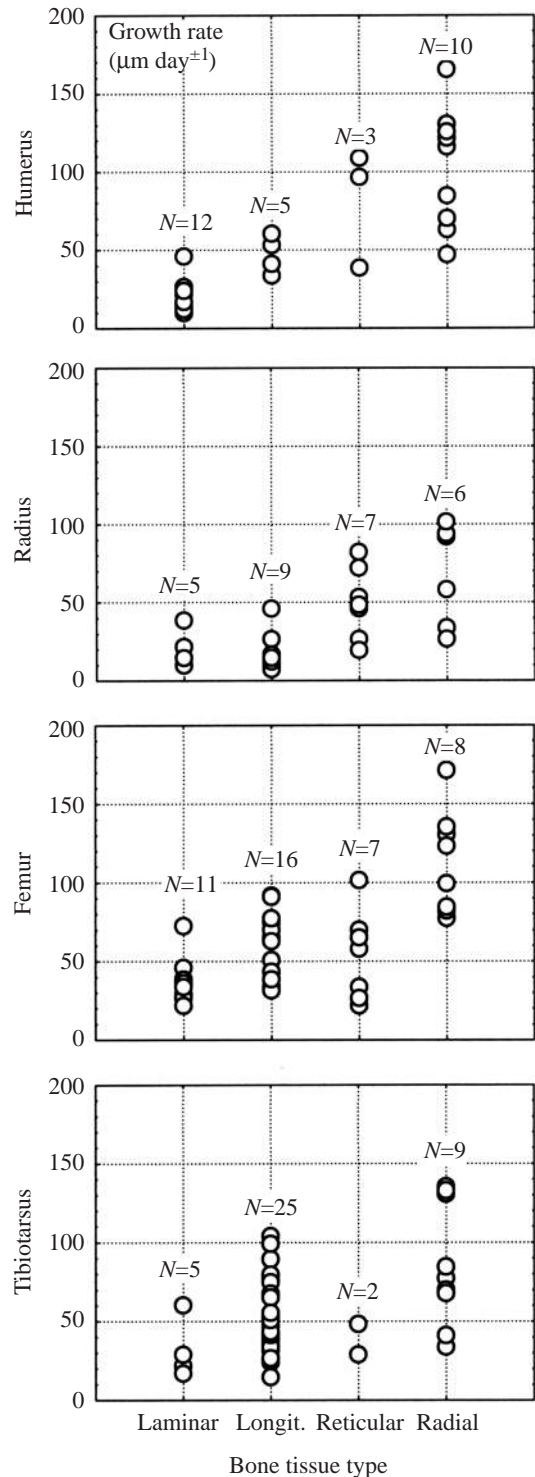 Growth rate
(μm day±1)
Humerus
200
150
100
50
0
N=12
N=5
N=3
N=10
Radius
200
150
100
50
0
N=5
N=9
N=7
N=6
Femur
200
150
100
50
0
N=11
N=16
N=7
N=8
Tibiotarsus
200
150
100
50
0
N=5
N=25
N=2
N=9
Laminar Longit. Reticular Radial
Bone tissue type